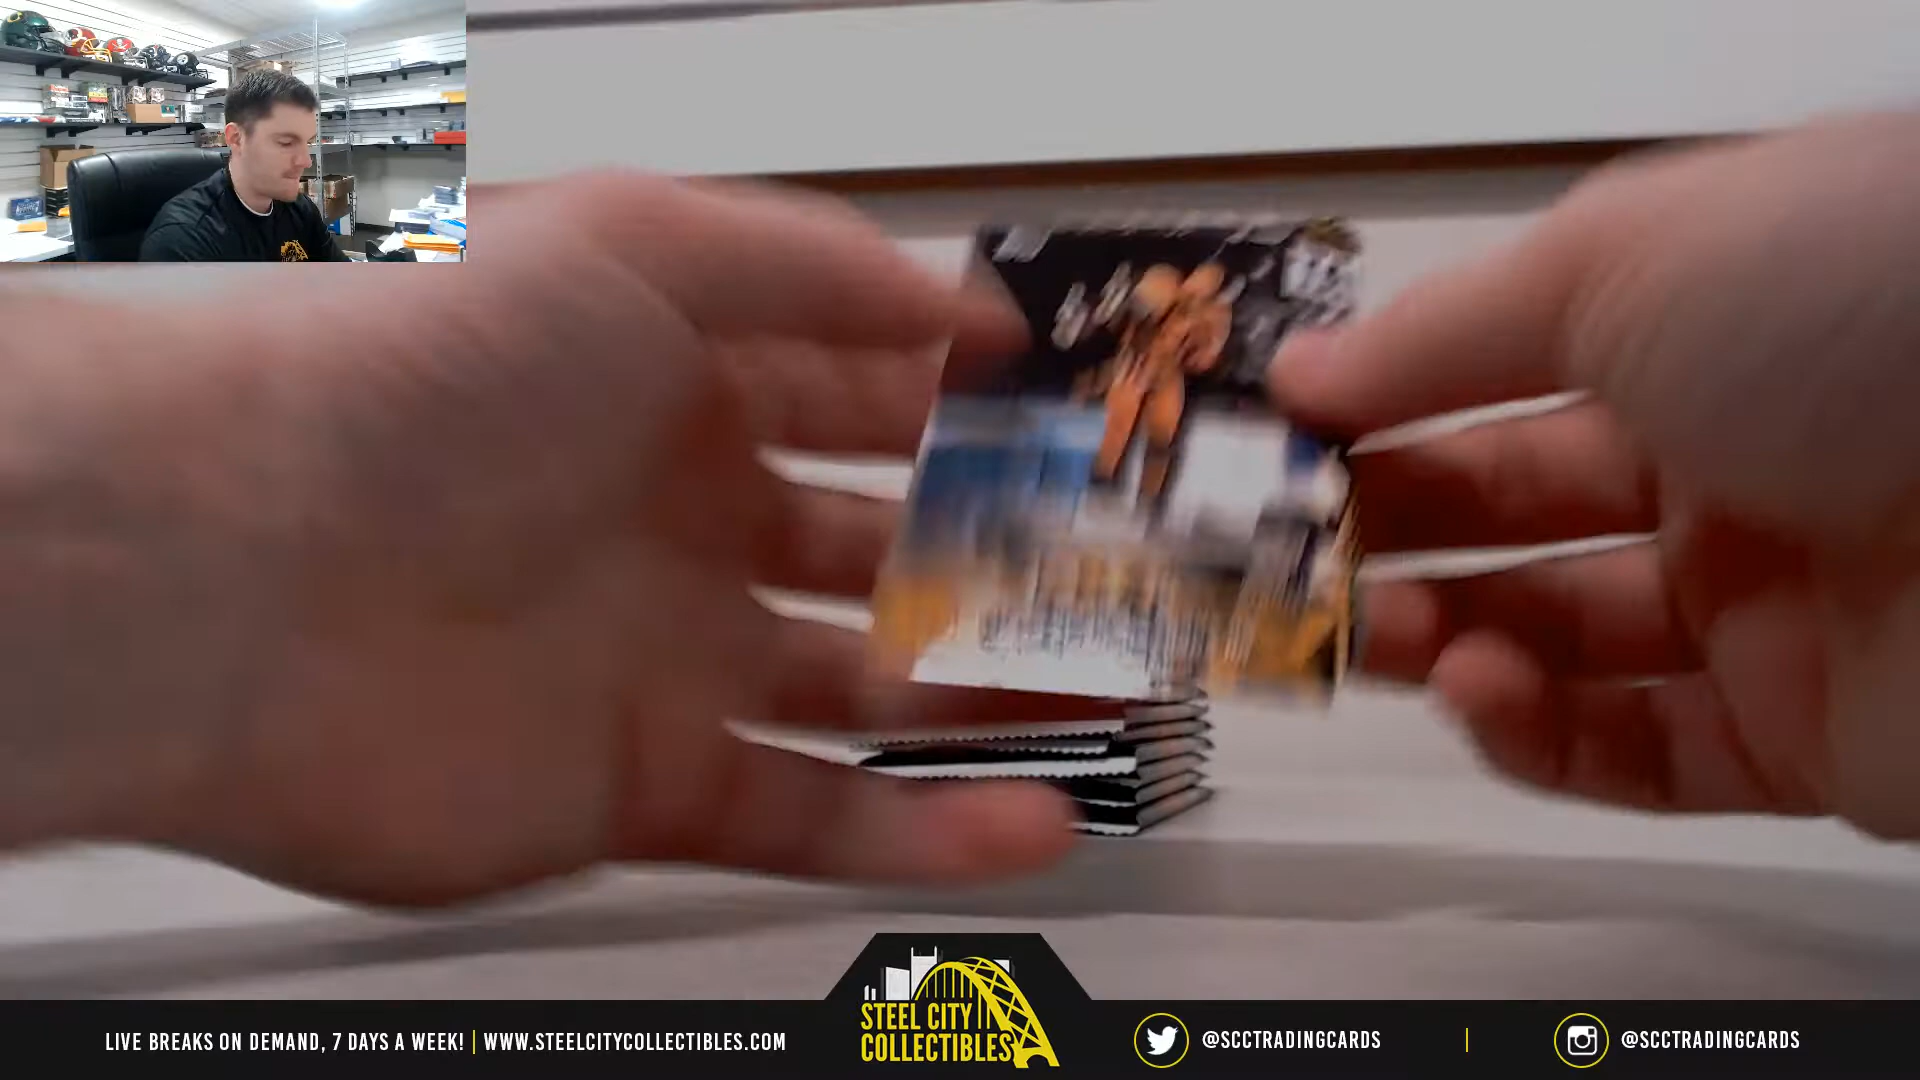 LIVE BREAKS ON DEMAND, 7 DAYS A WEEK! | WWW.STEELCITYCOLLECTIBLES.COM
STEEL CITY
COLLECTIBLES
@SCCTRADINGCARDS | @SCCTRADINGCARDS